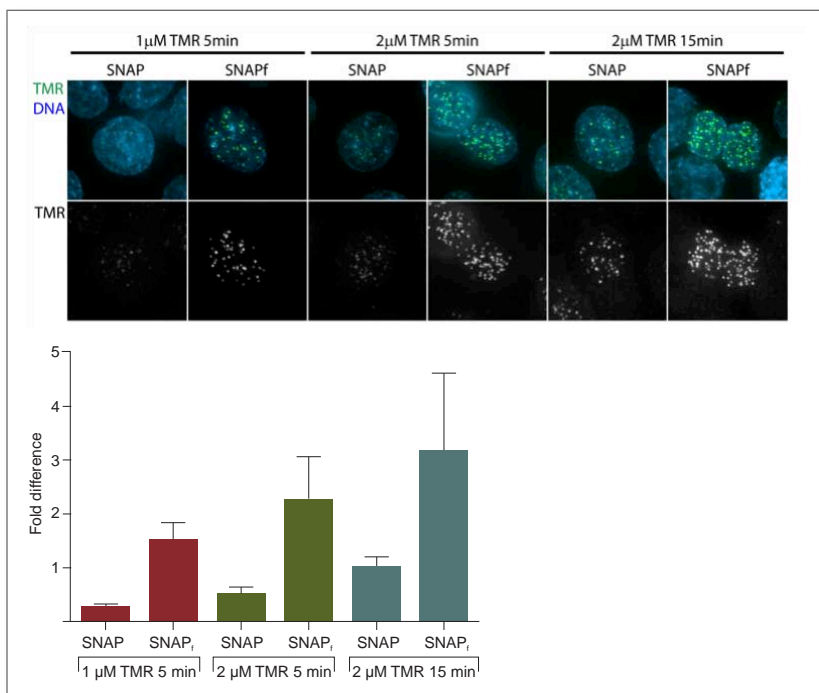 1μM TMR 5min 2μM TMR 5min 2μM TMR 15min
SNAP SNAPf SNAP SNAPf SNAP SNAPf
TMR
DNA
TMR
5
4
3
2
1
Fold difference
SNAP SNAPf SNAP SNAPf SNAP SNAPf
1 µM TMR 5 min 2 µM TMR 5 min 2 µM TMR 15 min